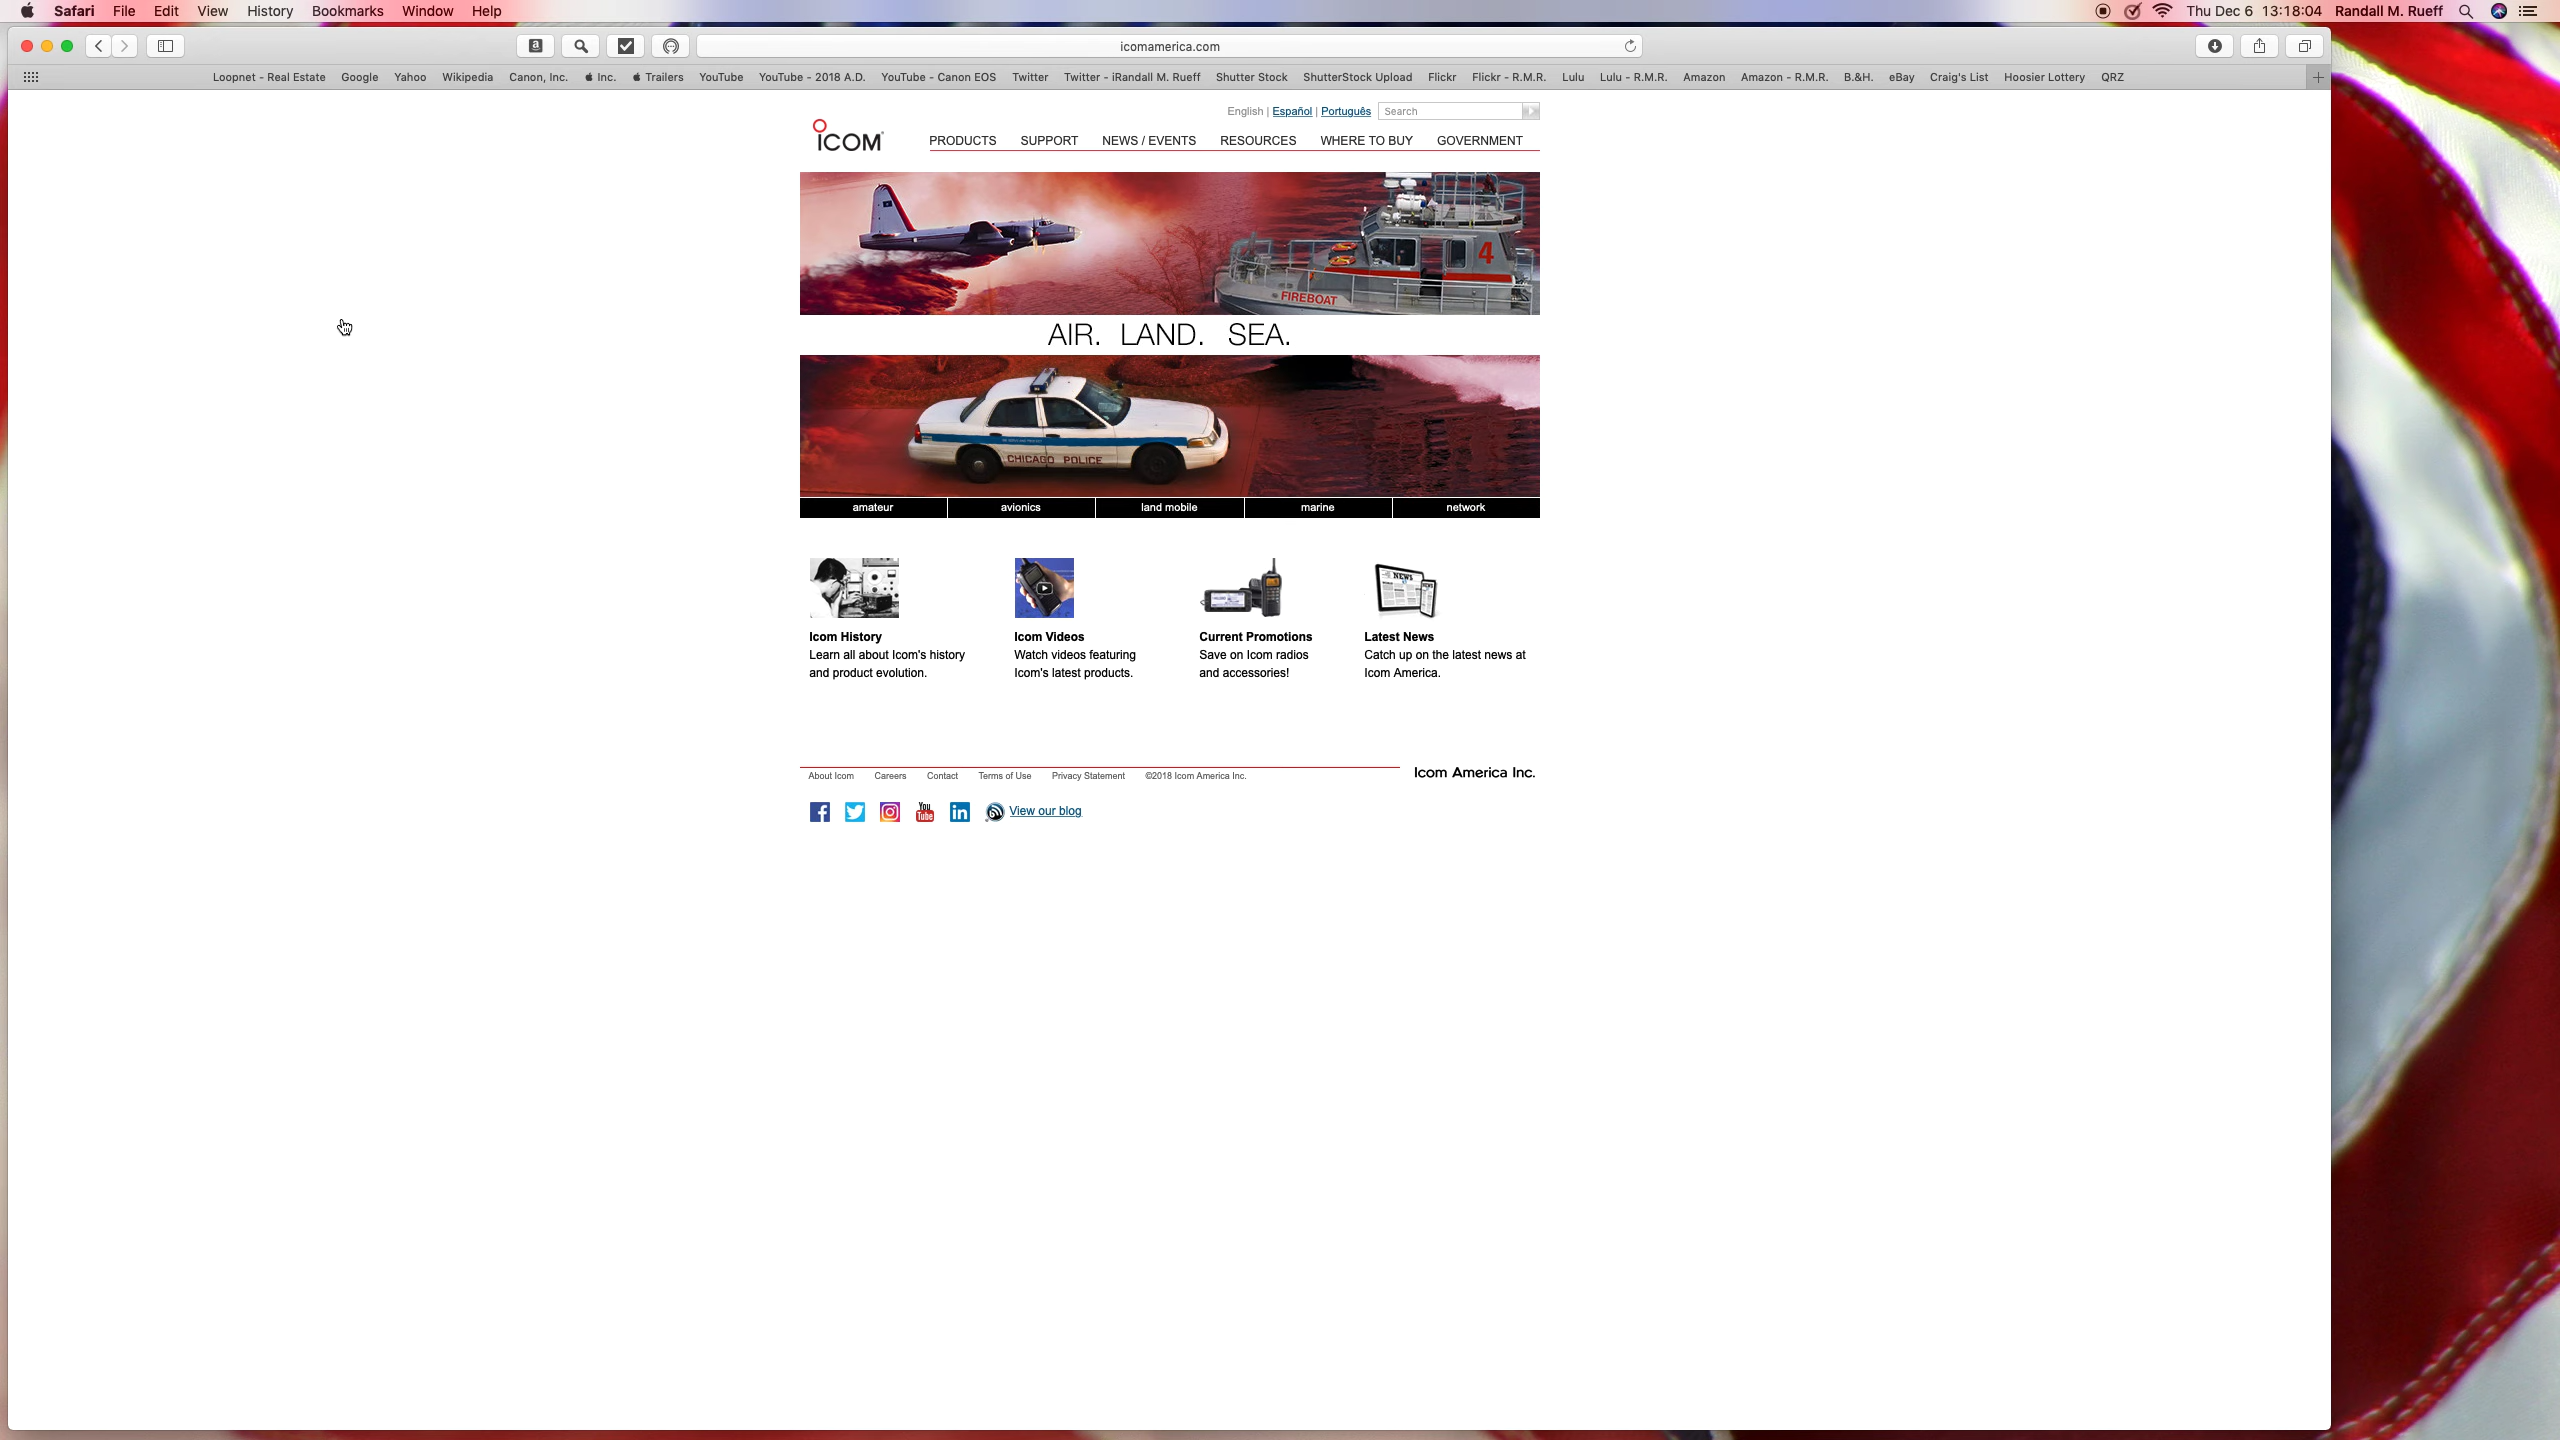 Safari File Edit View History Bookmarks Window Help Thu Dec 6 13:18:04 Randall M. Rueff
icomamerica.com
Loopnet - Real Estate Google Yahoo Wikipedia Canon, Inc. Inc. Trailers YouTube YouTube - 2018 A.D. YouTube - Canon EOS Twitter Twitter - iRandall M. Rueff Shutter Stock ShutterStock Upload Flickr Flickr - R.M.R. Lulu Lulu - R.M.R. Amazon Amazon - R.M.R. B.&H. eBay Craig's List Hoosier Lottery QRZ
English | Español | Português Search
ICOM
PRODUCTS SUPPORT NEWS / EVENTS RESOURCES WHERE TO BUY GOVERNMENT
4
FIREBOAT
AIR. LAND. SEA.
CHICAGO POLICE
amateur avionics land mobile marine network
NEWS
Icom History Icom Videos Current Promotions Latest News
Learn all about Icom's history Watch videos featuring Save on Icom radios Catch up on the latest news at
and product evolution. Icom's latest products. and accessories! Icom America.
About Icom Careers Contact Terms of Use Privacy Statement ©2018 Icom America Inc. Icom America Inc.
You Tube in View our blog